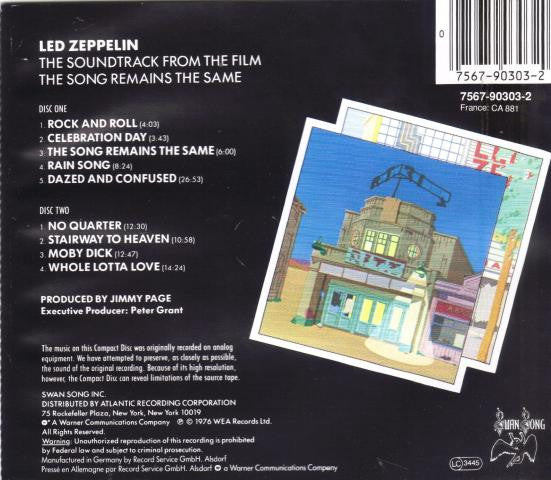 LED ZEPPELIN
THE SOUNDTRACK FROM THE FILM
THE SONG REMAINS THE SAME
DISC ONE
1. ROCK AND ROLL (4:03)
2. CELEBRATION DAY (3:43)
3. THE SONG REMAINS THE SAME (6:00)
4. RAIN SONG (8:24)
5. DAZED AND CONFUSED (26:53)
DISC TWO
1. NO QUARTER (12:30)
2. STAIRWAY TO HEAVEN (10:58)
3. MOBY DICK (12:47)
4. WHOLE LOTTA LOVE (14:24)
PRODUCED BY JIMMY PAGE
Executive Producer: Peter Grant
The music on this Compact Disc was originally recorded on analog
equipment. We have attempted to preserve, as closely as possible,
the sound of the original recording. Because of its high resolution,
however, the Compact Disc can reveal limitations of the source tape.
SWAN SONG INC.
DISTRIBUTED BY ATLANTIC RECORDING CORPORATION
75 Rockefeller Plaza, New York, New York 10019
A Warner Communications Company ℗ © 1976 WEA Records Ltd.
All Rights Reserved.
Warning: Unauthorized reproduction of this recording is prohibited
by Federal law and subject to criminal prosecution.
Manufactured in Germany by Record Service GmbH. Alsdorf
Pressé en Allemagne par Record Service GmbH. Alsdorf a Warner Communications Company
0
7567-90303-2
7567-90303-2
France: CA 881
RITZ
LC 3445
SWAN SONG